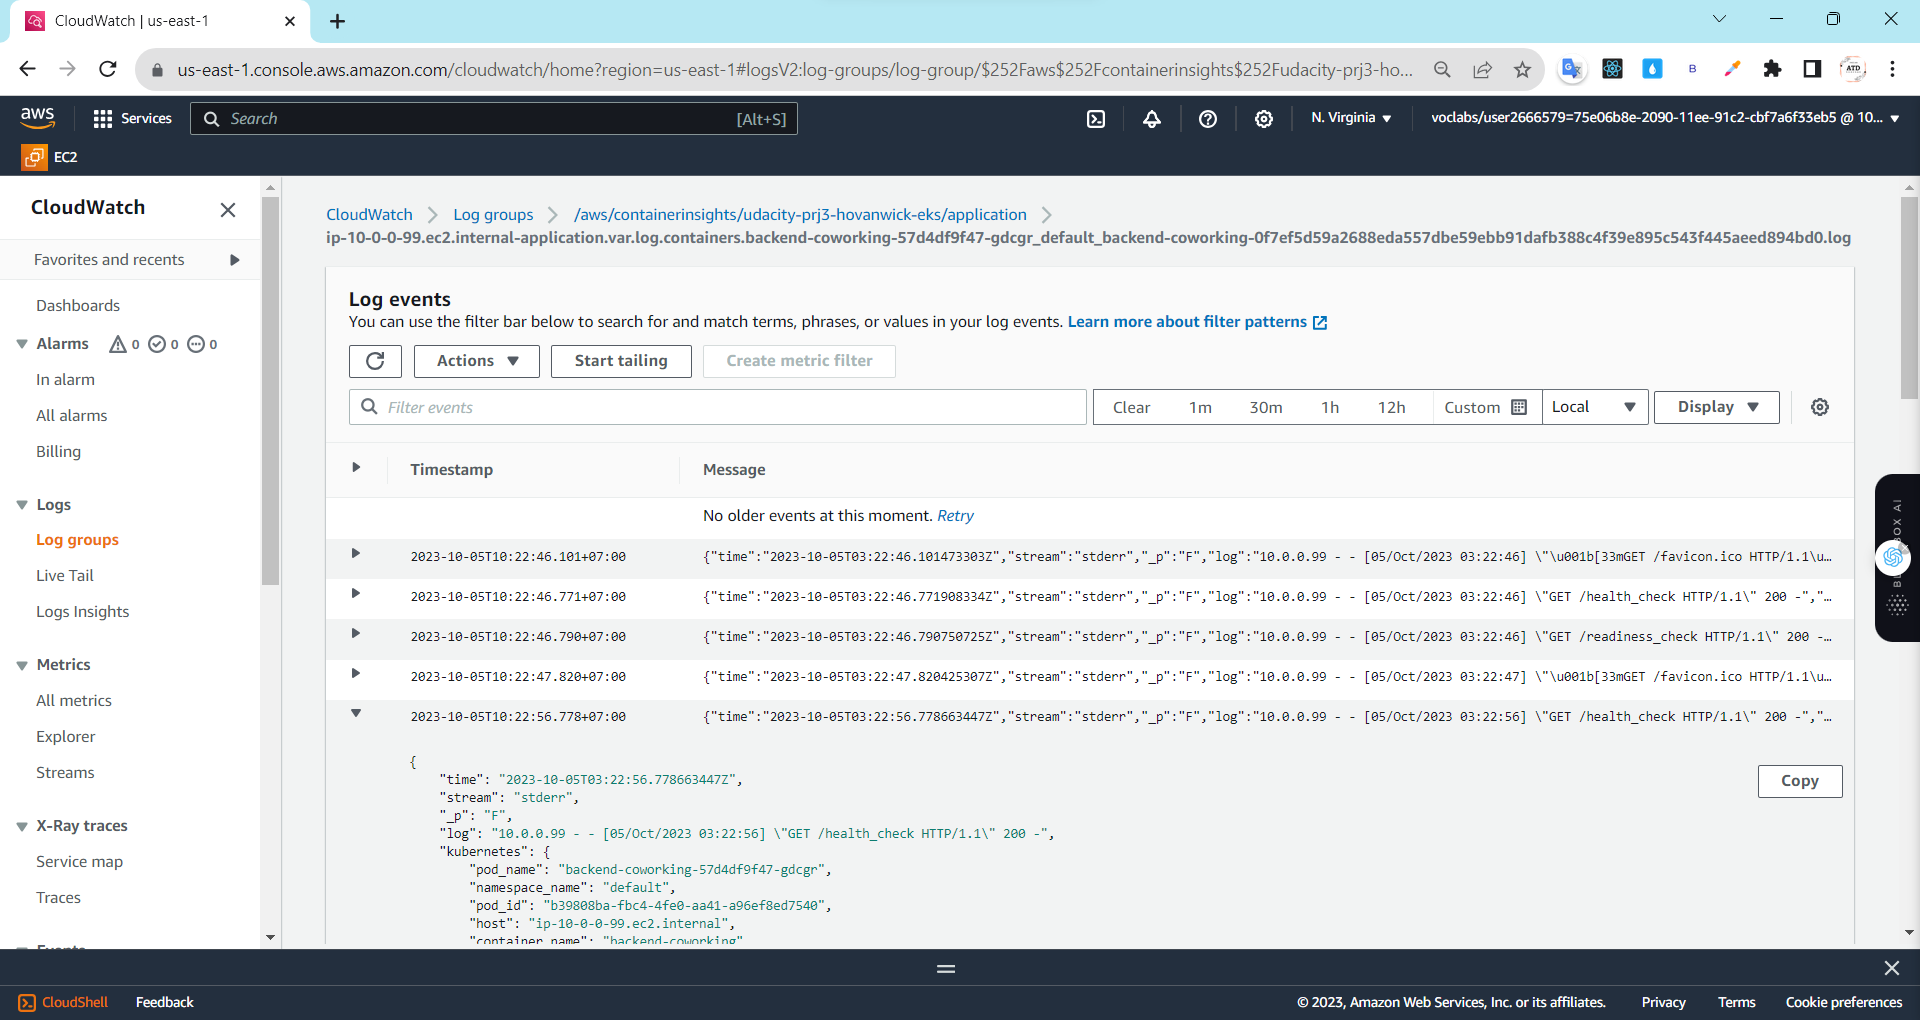 CloudWatch | us-east-1
us-east-1.console.aws.amazon.com/cloudwatch/home?region=us-east-1#logsV2:log-groups/log-group/$252Faws$252Fcontainerinsights$252Fudacity-prj3-ho...
B
ATD
aws
Services
Search
[Alt+S]
N. Virginia
voclabs/user2666579=75e06b8e-2090-11ee-91c2-cbf7a6f33eb5 @ 10...
EC2
CloudWatch
Favorites and recents
Dashboards
Alarms 0 0 0
In alarm
All alarms
Billing
Logs
Log groups
Live Tail
Logs Insights
Metrics
All metrics
Explorer
Streams
X-Ray traces
Service map
Traces
Events
CloudWatch
Log groups
/aws/containerinsights/udacity-prj3-hovanwick-eks/application
ip-10-0-0-99.ec2.internal-application.var.log.containers.backend-coworking-57d4df9f47-gdcgr_default_backend-coworking-0f7ef5d59a2688eda557dbe59ebb91dafb388c4f39e895c543f445aeed894bd0.log
Log events
You can use the filter bar below to search for and match terms, phrases, or values in your log events. Learn more about filter patterns
Actions
Start tailing
Create metric filter
Filter events
Clear 1m 30m 1h 12h Custom
Local
Display
Timestamp Message
No older events at this moment. Retry
2023-10-05T10:22:46.101+07:00 {"time":"2023-10-05T03:22:46.101473303Z","stream":"stderr","_p":"F","log":"10.0.0.99 - - [05/Oct/2023 03:22:46] \"\u001b[33mGET /favicon.ico HTTP/1.1\u...
2023-10-05T10:22:46.771+07:00 {"time":"2023-10-05T03:22:46.771908334Z","stream":"stderr","_p":"F","log":"10.0.0.99 - - [05/Oct/2023 03:22:46] \"GET /health_check HTTP/1.1\" 200 -","...
2023-10-05T10:22:46.790+07:00 {"time":"2023-10-05T03:22:46.790750725Z","stream":"stderr","_p":"F","log":"10.0.0.99 - - [05/Oct/2023 03:22:46] \"GET /readiness_check HTTP/1.1\" 200 -...
2023-10-05T10:22:47.820+07:00 {"time":"2023-10-05T03:22:47.820425307Z","stream":"stderr","_p":"F","log":"10.0.0.99 - - [05/Oct/2023 03:22:47] \"\u001b[33mGET /favicon.ico HTTP/1.1\u...
2023-10-05T10:22:56.778+07:00 {"time":"2023-10-05T03:22:56.778663447Z","stream":"stderr","_p":"F","log":"10.0.0.99 - - [05/Oct/2023 03:22:56] \"GET /health_check HTTP/1.1\" 200 -","...
{
"time": "2023-10-05T03:22:56.778663447Z",
"stream": "stderr",
"_p": "F",
"log": "10.0.0.99 - - [05/Oct/2023 03:22:56] \"GET /health_check HTTP/1.1\" 200 -",
"kubernetes": {
"pod_name": "backend-coworking-57d4df9f47-gdcgr",
"namespace_name": "default",
"pod_id": "b39808ba-fbc4-4fe0-aa41-a96ef8ed7540",
"host": "ip-10-0-0-99.ec2.internal",
"container_name": "backend-coworking"
Copy
CloudShell
Feedback
© 2023, Amazon Web Services, Inc. or its affiliates.
Privacy
Terms
Cookie preferences